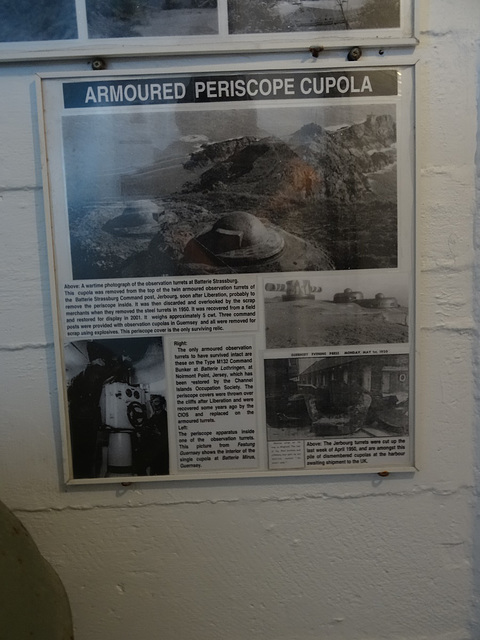 ARMOURED PERISCOPE CUPOLA
Above: A wartime photograph of the observation turrets at Batterie Strassburg.
This cupola was removed from the top of the twin armoured observation turrets of
the Batterie Strassburg Command post, Jerbourg, soon after Liberation, probably to
remove the periscope inside. It was then discarded and overlooked by the scrap
merchants when they removed the steel turrets in 1950. It was recovered from a field
and restored for display in 2001. It weighs approximately 5 cwt. Three command
posts were provided with observation cupolas in Guernsey and all were removed for
scrap using explosives. This periscope cover is the only surviving relic.
Right:
The only armoured observation
turrets to have survived intact are
these on the Type M132 Command
Bunker at Batterie Lothringen, at
Noirmont Point, Jersey, which has
been restored by the Channel
Islands Occupation Society. The
periscope covers were thrown over
the cliffs after Liberation and were
recovered some years ago by the
CIOS and replaced on the
armoured turrets.
Left:
The periscope apparatus inside
one of the observation turrets.
This picture from Festung
Guernsey shows the interior of the
single cupola at Batterie Mirus,
Guernsey.
GUERNSEY EVENING PRESS MONDAY, MAY 1st, 1950
Above: The Jerbourg turrets were cut up the
last week of April 1950, and are amongst this
pile of dismembered cupolas at the harbour
awaiting shipment to the UK.